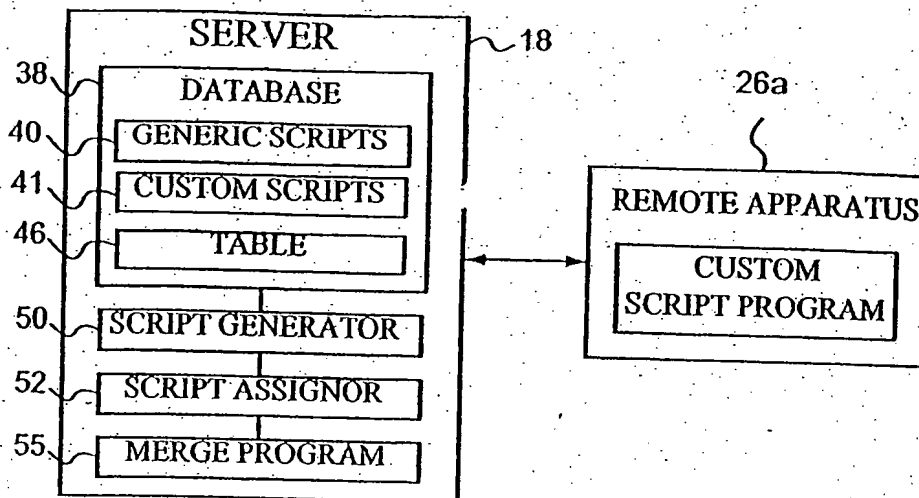 SERVER
18
38
DATABASE
40
GENERIC SCRIPTS
41
CUSTOM SCRIPTS
46
TABLE
50
SCRIPT GENERATOR
52
SCRIPT ASSIGNOR
55
MERGE PROGRAM
26a
REMOTE APPARATUS
CUSTOM
SCRIPT PROGRAM